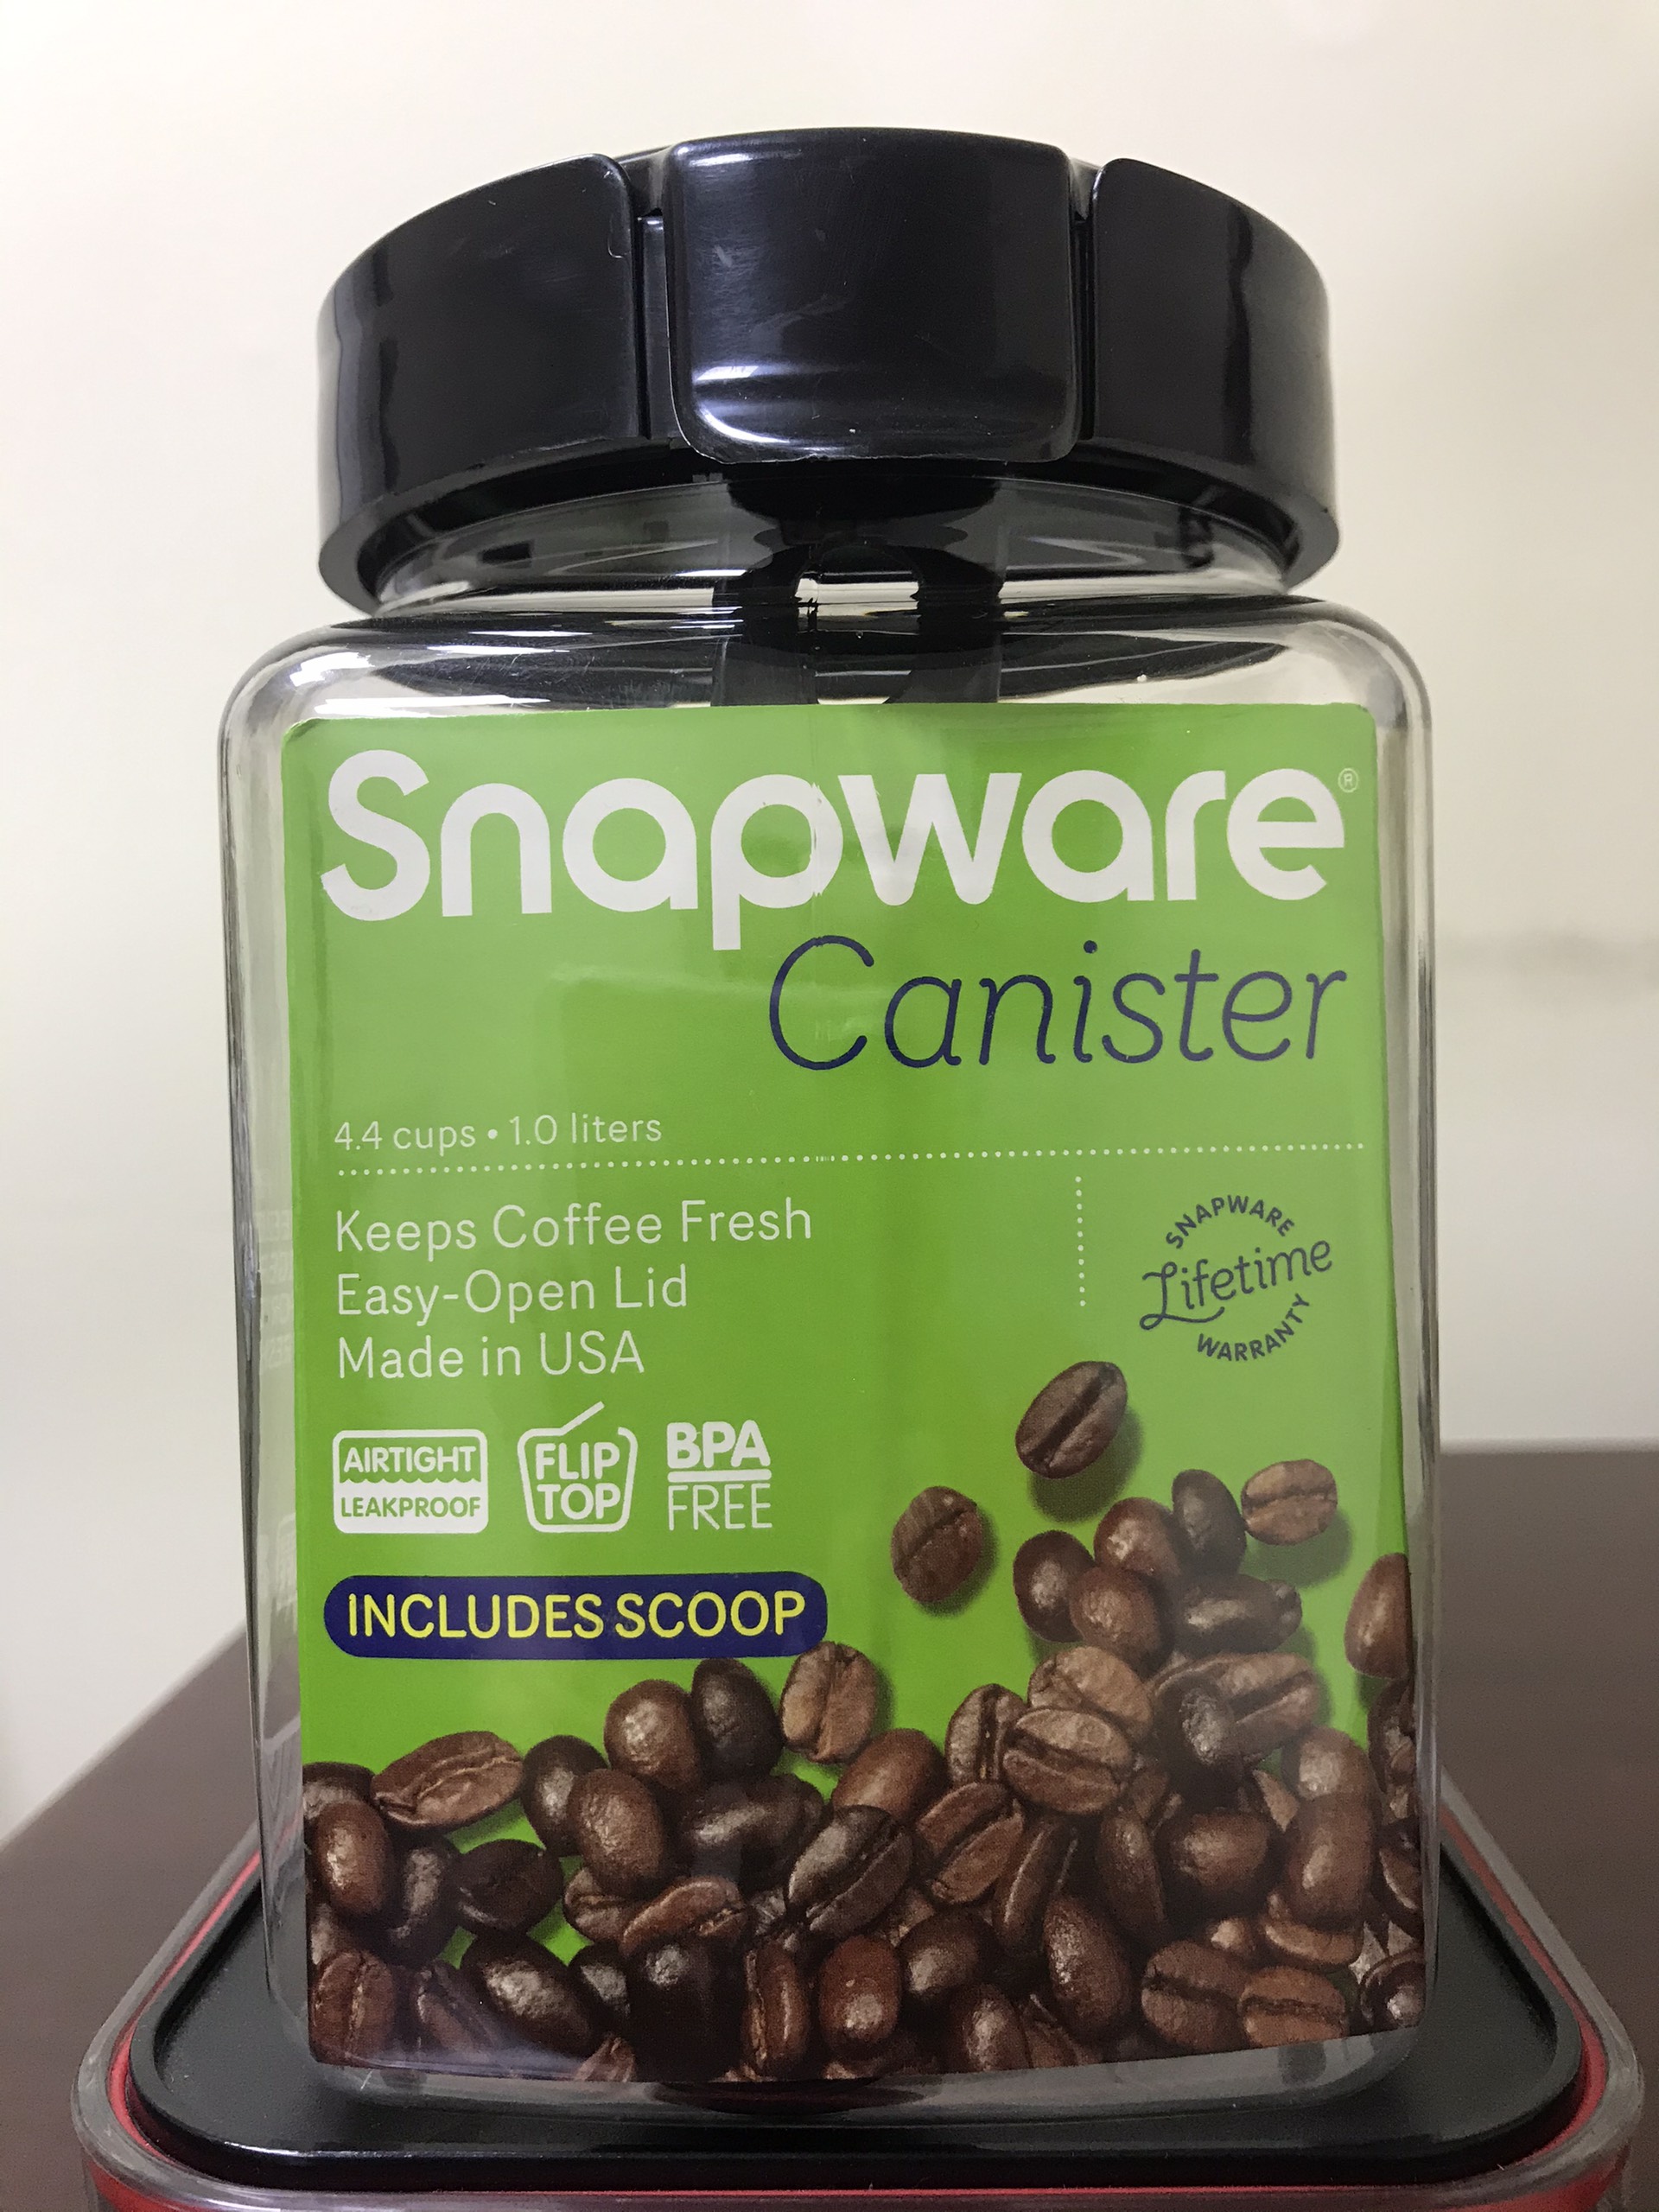 Snapware®
Canister
4.4 cups • 1.0 liters
Keeps Coffee Fresh
Easy-Open Lid
Made in USA
SNAPWARE
Lifetime
WARRANTY
AIRTIGHT
LEAKPROOF
FLIP
TOP
BPA
FREE
INCLUDES SCOOP